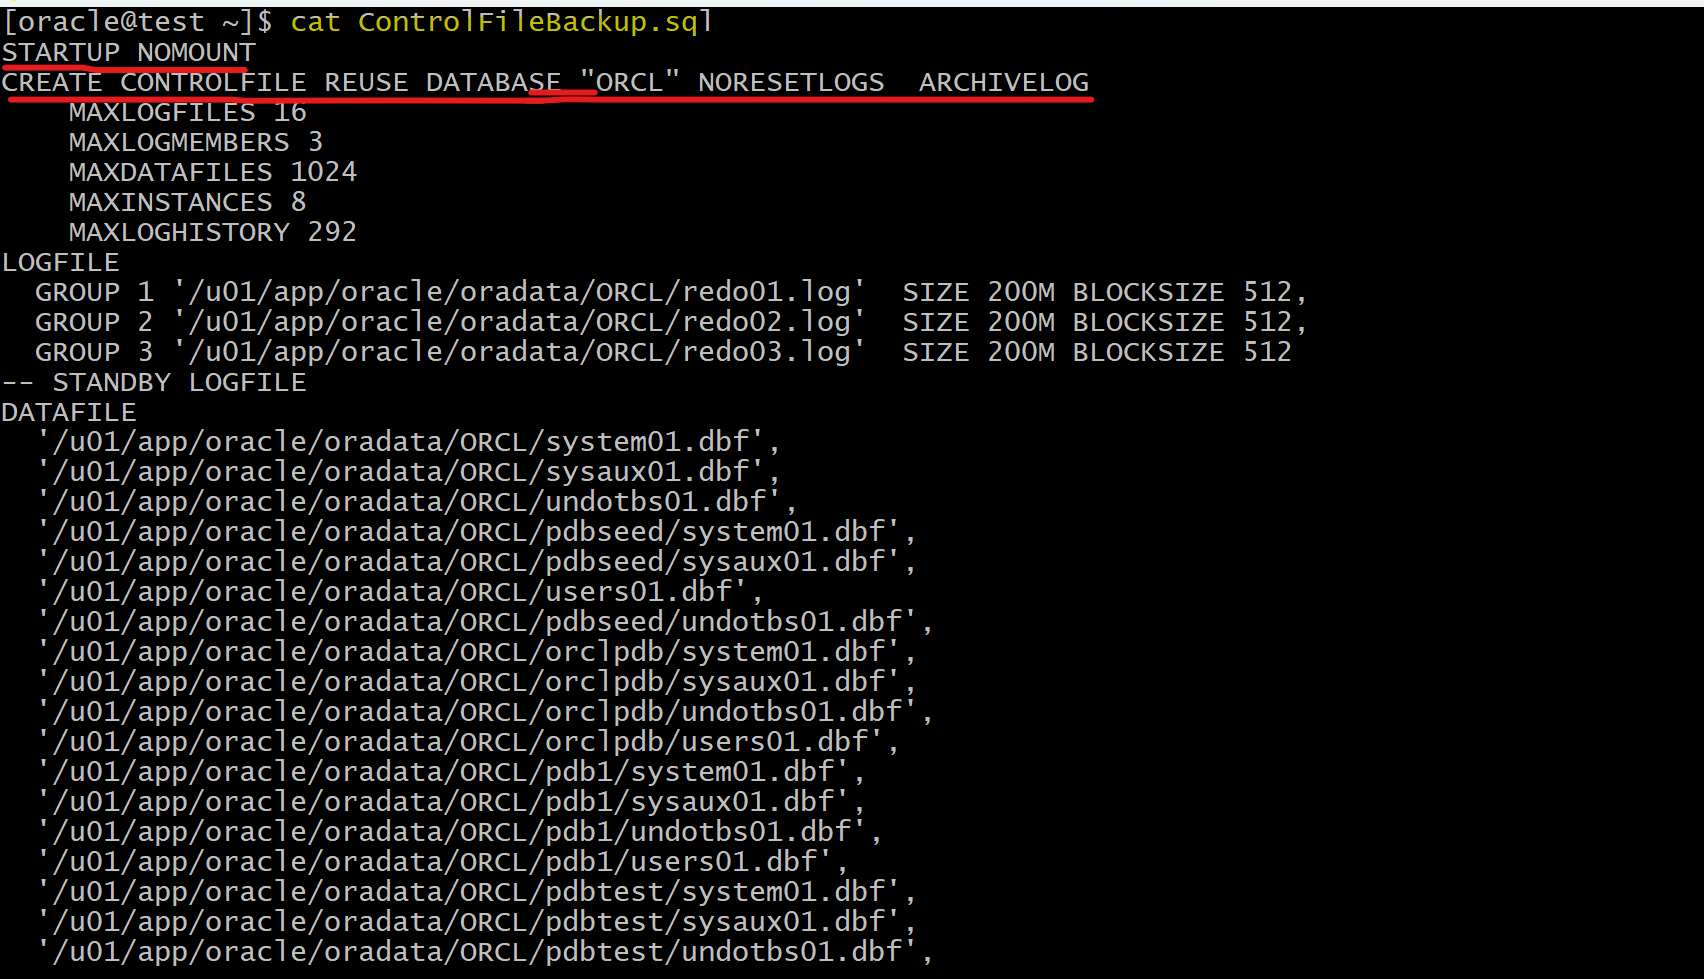 [oracle@test ~]$ cat ControlFileBackup.sql
STARTUP NOMOUNT
CREATE CONTROLFILE REUSE DATABASE "ORCL" NORESETLOGS  ARCHIVELOG
    MAXLOGFILES 16
    MAXLOGMEMBERS 3
    MAXDATAFILES 1024
    MAXINSTANCES 8
    MAXLOGHISTORY 292
LOGFILE
  GROUP 1 '/u01/app/oracle/oradata/ORCL/redo01.log'  SIZE 200M BLOCKSIZE 512,
  GROUP 2 '/u01/app/oracle/oradata/ORCL/redo02.log'  SIZE 200M BLOCKSIZE 512,
  GROUP 3 '/u01/app/oracle/oradata/ORCL/redo03.log'  SIZE 200M BLOCKSIZE 512
-- STANDBY LOGFILE
DATAFILE
  '/u01/app/oracle/oradata/ORCL/system01.dbf',
  '/u01/app/oracle/oradata/ORCL/sysaux01.dbf',
  '/u01/app/oracle/oradata/ORCL/undotbs01.dbf',
  '/u01/app/oracle/oradata/ORCL/pdbseed/system01.dbf',
  '/u01/app/oracle/oradata/ORCL/pdbseed/sysaux01.dbf',
  '/u01/app/oracle/oradata/ORCL/users01.dbf',
  '/u01/app/oracle/oradata/ORCL/pdbseed/undotbs01.dbf',
  '/u01/app/oracle/oradata/ORCL/orclpdb/system01.dbf',
  '/u01/app/oracle/oradata/ORCL/orclpdb/sysaux01.dbf',
  '/u01/app/oracle/oradata/ORCL/orclpdb/undotbs01.dbf',
  '/u01/app/oracle/oradata/ORCL/orclpdb/users01.dbf',
  '/u01/app/oracle/oradata/ORCL/pdb1/system01.dbf',
  '/u01/app/oracle/oradata/ORCL/pdb1/sysaux01.dbf',
  '/u01/app/oracle/oradata/ORCL/pdb1/undotbs01.dbf',
  '/u01/app/oracle/oradata/ORCL/pdb1/users01.dbf',
  '/u01/app/oracle/oradata/ORCL/pdbtest/system01.dbf',
  '/u01/app/oracle/oradata/ORCL/pdbtest/sysaux01.dbf',
  '/u01/app/oracle/oradata/ORCL/pdbtest/undotbs01.dbf',